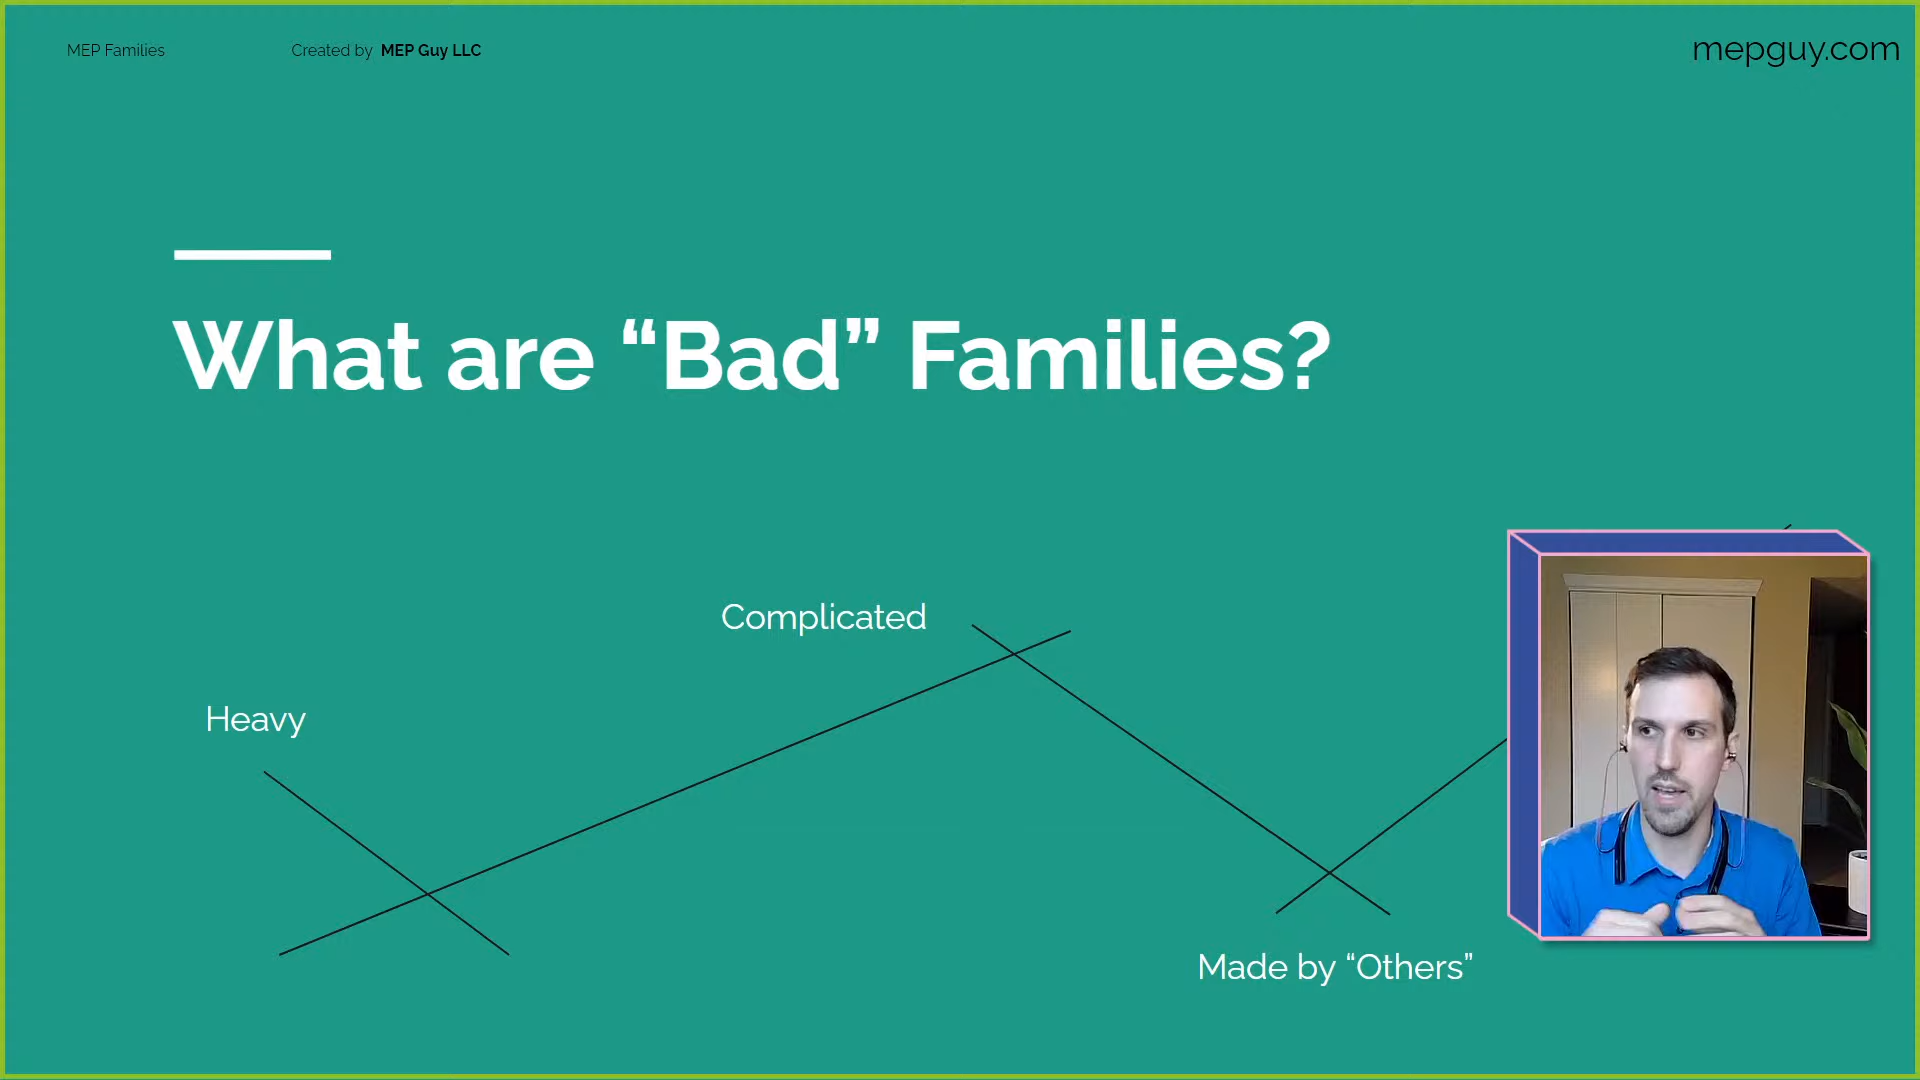 MEP Families
Created by MEP Guy LLC
mepguy.com
What are “Bad” Families?
Complicated
Heavy
Made by “Others”